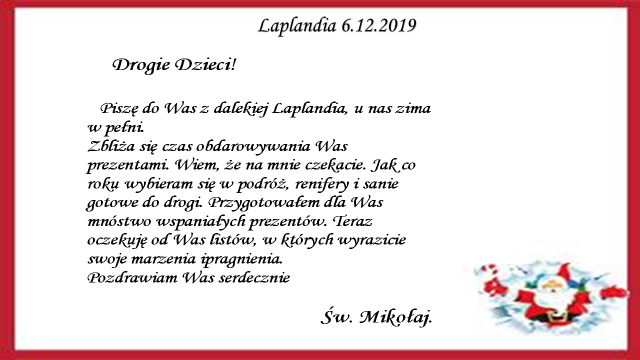 Laplandia 6.12.2019
Drogie Dzieci!
Piszę do Was z dalekiej Laplandia, u nas zima
w pełni.
Zbliża się czas obdarowywania Was
prezentami. Wiem, że na mnie czekacie. Jak co
roku wybieram się w podróż, renifery i sanie
gotowe do drogi. Przygotowałem dla Was
mnóstwo wspaniałych prezentów. Teraz
oczekuję od Was listów, w których wyrazicie
swoje marzenia ipragnienia.
Pozdrawiam Was serdecznie
Św. Mikołaj.